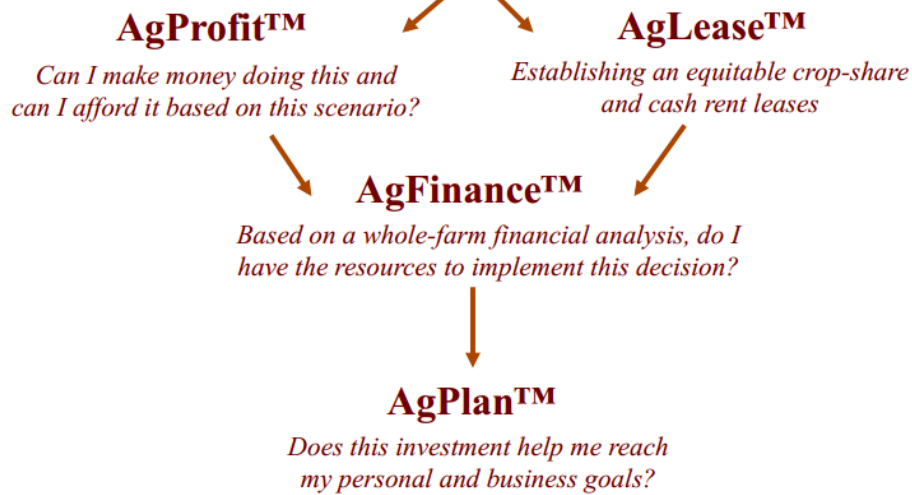 AgProfit™
Can I make money doing this and
can I afford it based on this scenario?
AgLease™
Establishing an equitable crop-share
and cash rent leases
AgFinance™
Based on a whole-farm financial analysis, do I
have the resources to implement this decision?
AgPlan™
Does this investment help me reach
my personal and business goals?